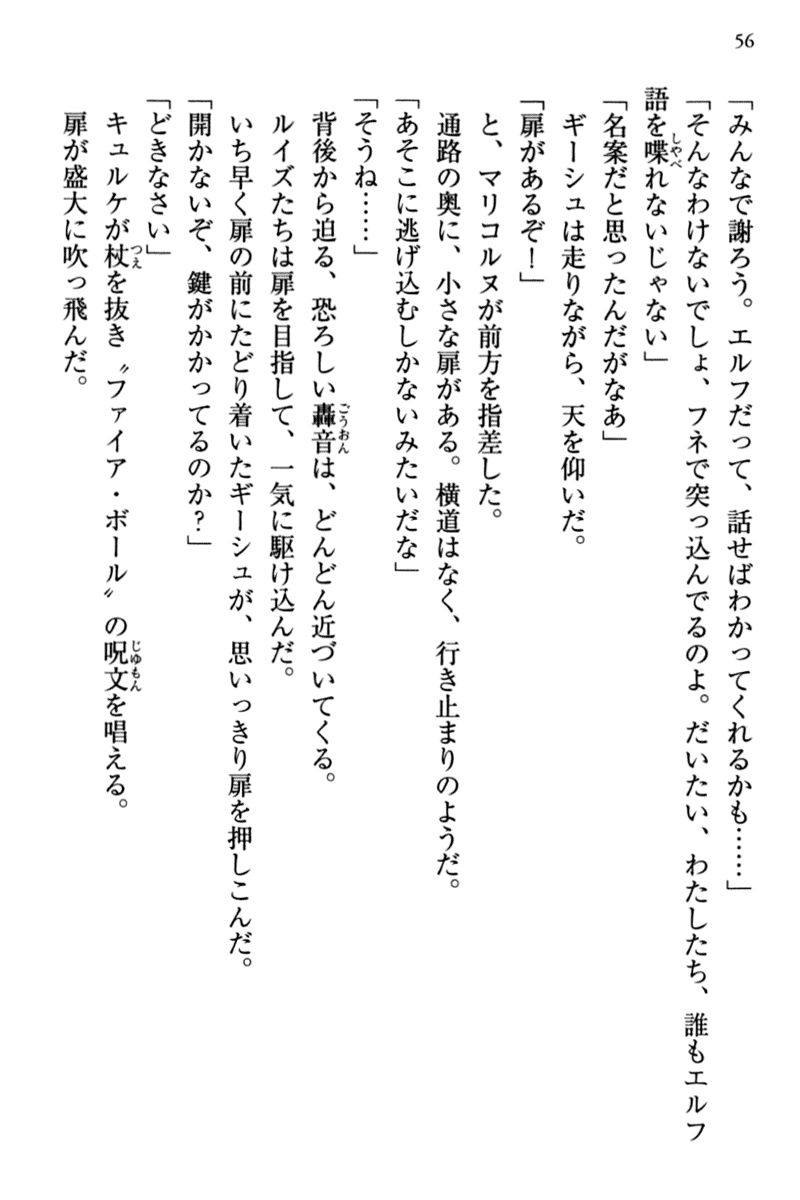 56
「みんなで謝ろう。エルフだって、話せばわかってくれるかも……」
「そんなわけないでしょ、フネで突っ込んでるのよ。だいたい、わたしたち、誰もエルフ
語を喋れないじゃない」
「名案だと思ったんだがなあ」
ギーシュは走りながら、天を仰いだ。
「扉があるぞ！」
と、マリコルヌが前方を指差した。
通路の奥に、小さな扉がある。横道はなく、行き止まりのようだ。
「あそこに逃げ込むしかないみたいだな」
「そうね……」
背後から迫る、恐ろしい轟音は、どんどん近づいてくる。
ルイズたちは扉を目指して、一気に駆け込んだ。
いち早く扉の前にたどり着いたギーシュが、思いっきり扉を押しこんだ。
「開かないぞ、鍵がかかってるのか？」
「どきなさい」
キュルケが杖を抜き〝ファイア・ボール〟の呪文を唱える。
扉が盛大に吹っ飛んだ。